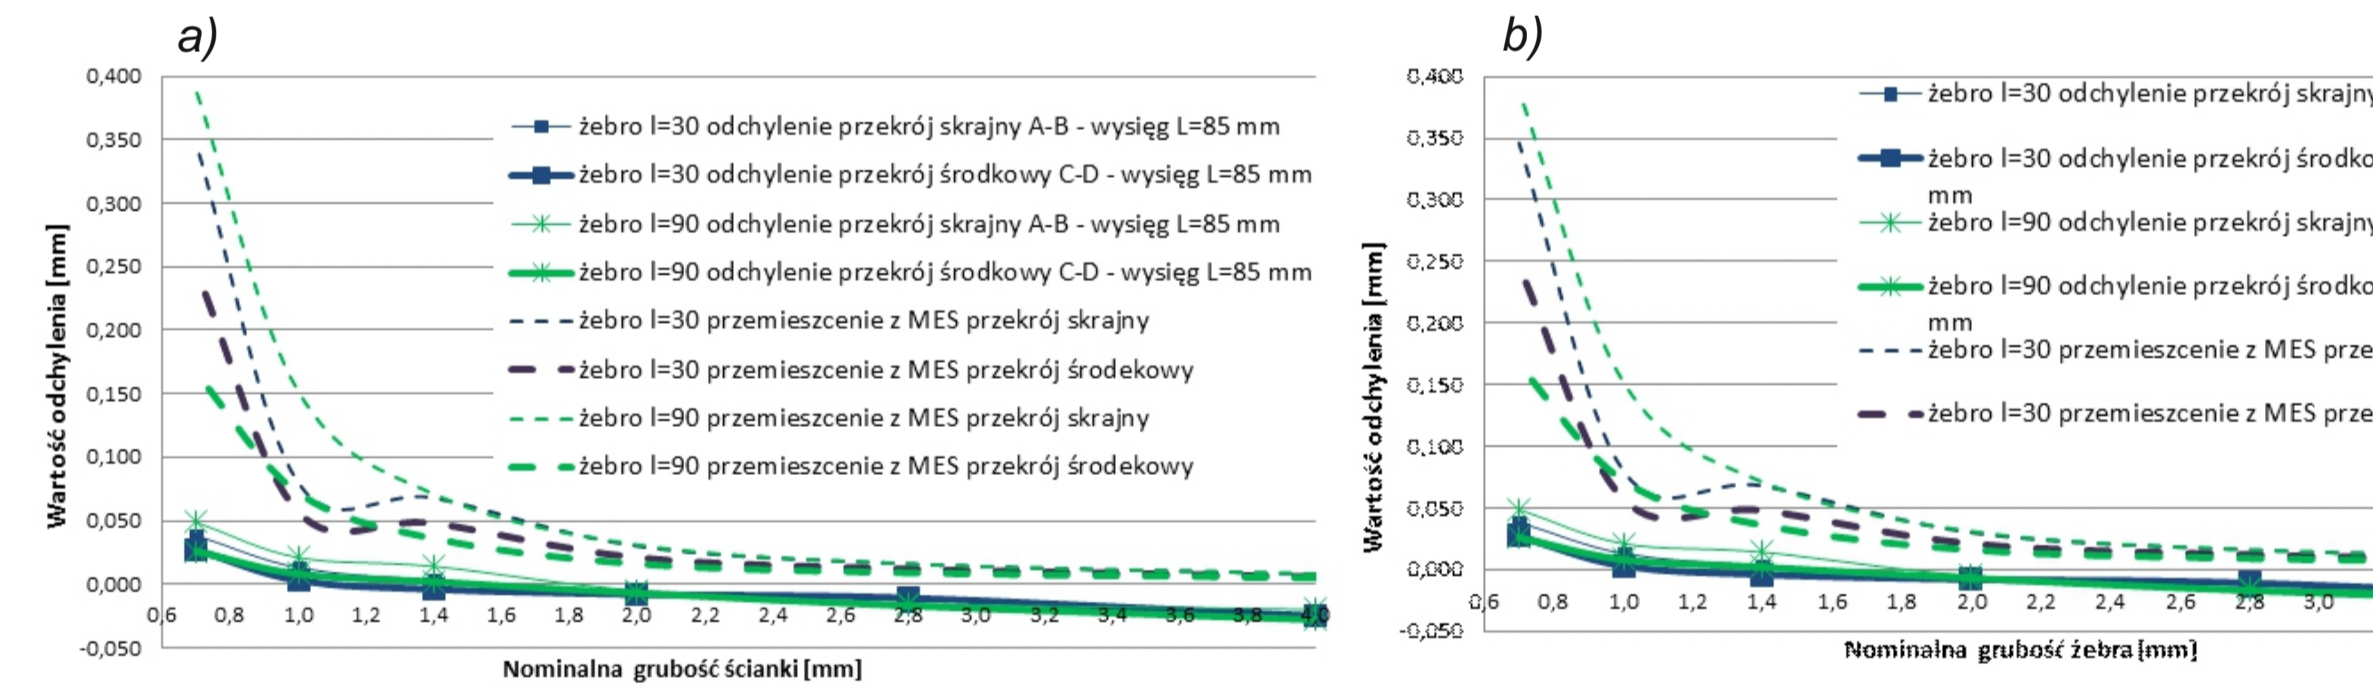 a)
0,400
0,350
0,300
0,250
0,200
0,150
0,100
0,050
0,000
-0,050
Wartość odchylenia [mm]
żebro l=30 odchylenie przekrój skrajny A-B - wysięg L=85 mm
żebro l=30 odchylenie przekrój środkowy C-D - wysięg L=85 mm
żebro l=90 odchylenie przekrój skrajny A-B - wysięg L=85 mm
żebro l=90 odchylenie przekrój środkowy C-D - wysięg L=85 mm
żebro l=30 przemieszcenie z MES przekrój skrajny
żebro l=30 przemieszcenie z MES przekrój środekowy
żebro l=90 przemieszcenie z MES przekrój skrajny
żebro l=90 przemieszcenie z MES przekrój środekowy
0,6 0,8 1,0 1,2 1,4 1,6 1,8 2,0 2,2 2,4 2,6 2,8 3,0 3,2 3,4 3,6 3,8 4,0
Nominalna grubość ścianki [mm]
b)
0,400
0,350
0,300
0,250
0,200
0,150
0,100
0,050
0,000
-0,050
Wartość odchylenia [mm]
żebro l=30 odchylenie przekrój skrajny
żebro l=30 odchylenie przekrój środko
mm
żebro l=90 odchylenie przekrój skrajny
żebro l=90 odchylenie przekrój środko
mm
żebro l=30 przemieszcenie z MES prze
żebro l=30 przemieszcenie z MES prze
0,6 0,8 1,0 1,2 1,4 1,6 1,8 2,0 2,2 2,4 2,6 2,8 3,0
Nominalna grubość żebra [mm]